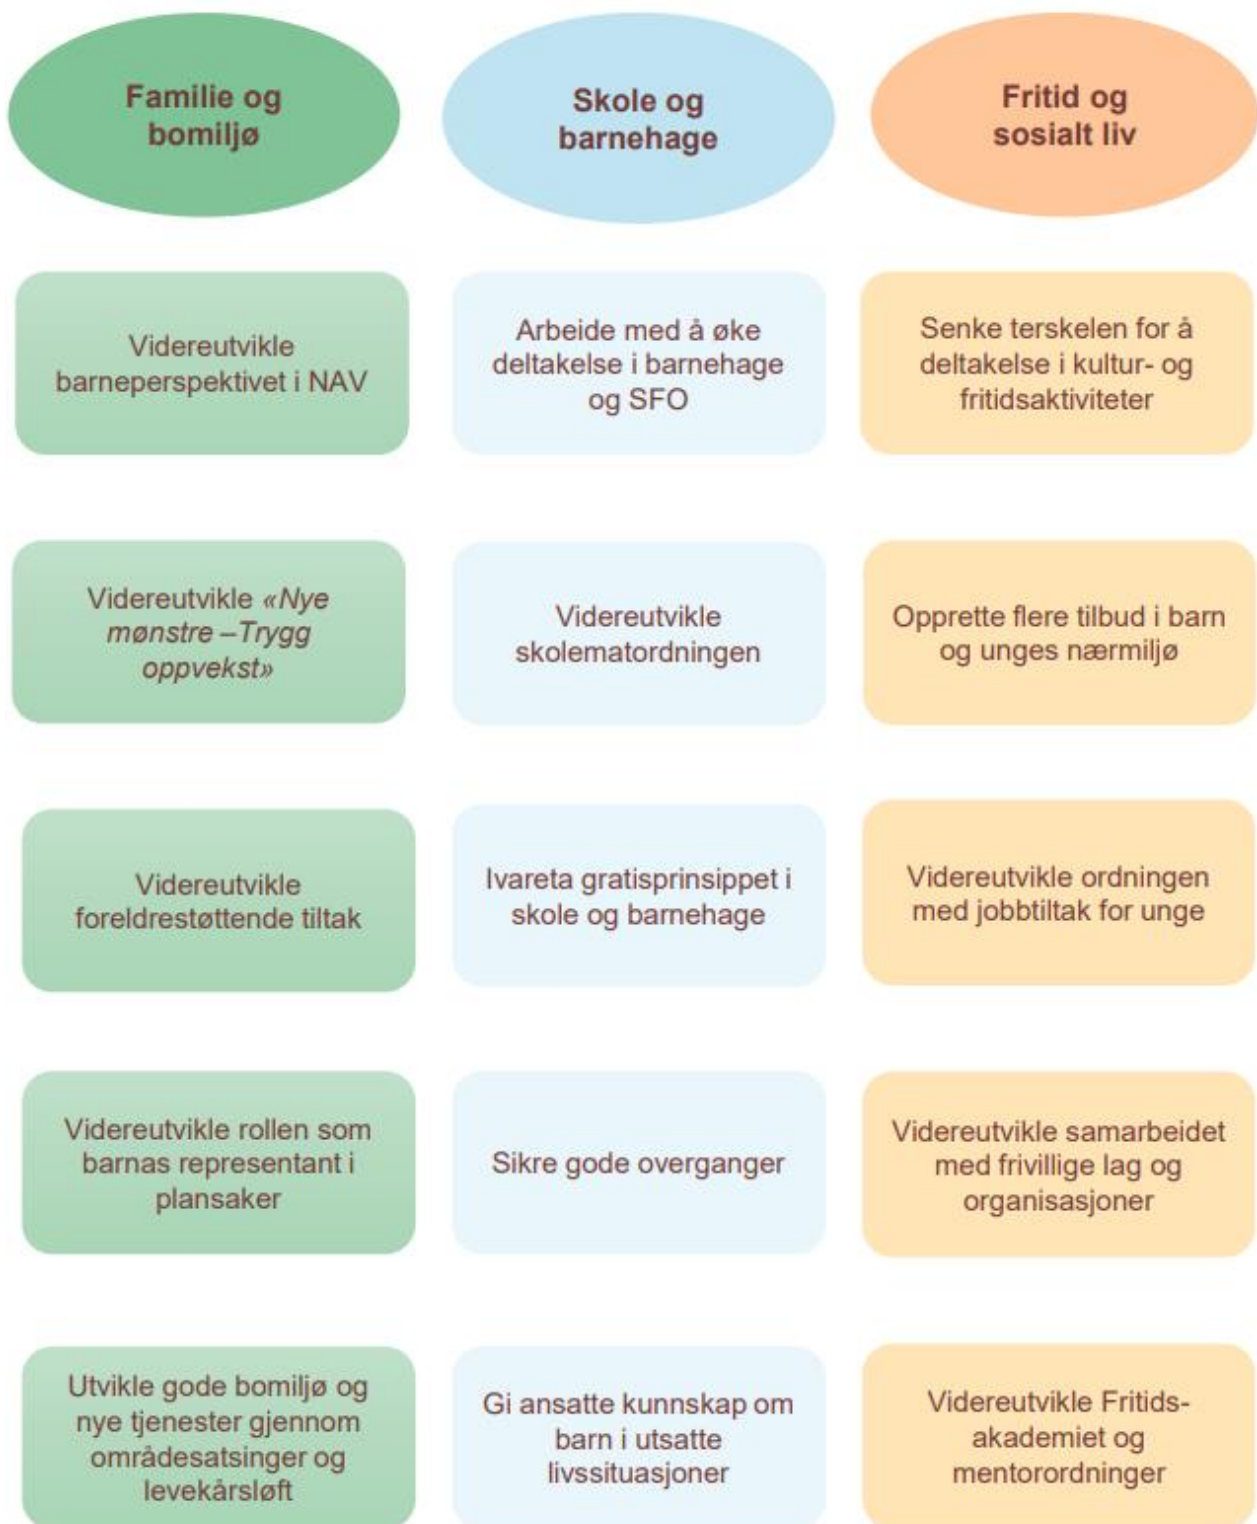 Familie og
bomiljø
Skole og
barnehage
Fritid og
sosialt liv
Videreutvikle
barneperspektivet i NAV
Arbeide med å øke
deltakelse i barnehage
og SFO
Senke terskelen for å
deltakelse i kultur- og
fritidsaktiviteter
Videreutvikle «Nye
mønstre –Trygg
oppvekst»
Videreutvikle
skolematordningen
Opprette flere tilbud i barn
og unges nærmiljø
Videreutvikle
foreldrestøttende tiltak
Ivareta gratisprinsippet i
skole og barnehage
Videreutvikle ordningen
med jobbtiltak for unge
Videreutvikle rollen som
barnas representant i
plansaker
Sikre gode overganger
Videreutvikle samarbeidet
med frivillige lag og
organisasjoner
Utvikle gode bomiljø og
nye tjenester gjennom
områdesatsinger og
levekårsløft
Gi ansatte kunnskap om
barn i utsatte
livssituasjoner
Videreutvikle Fritids-
akademiet og
mentorordninger